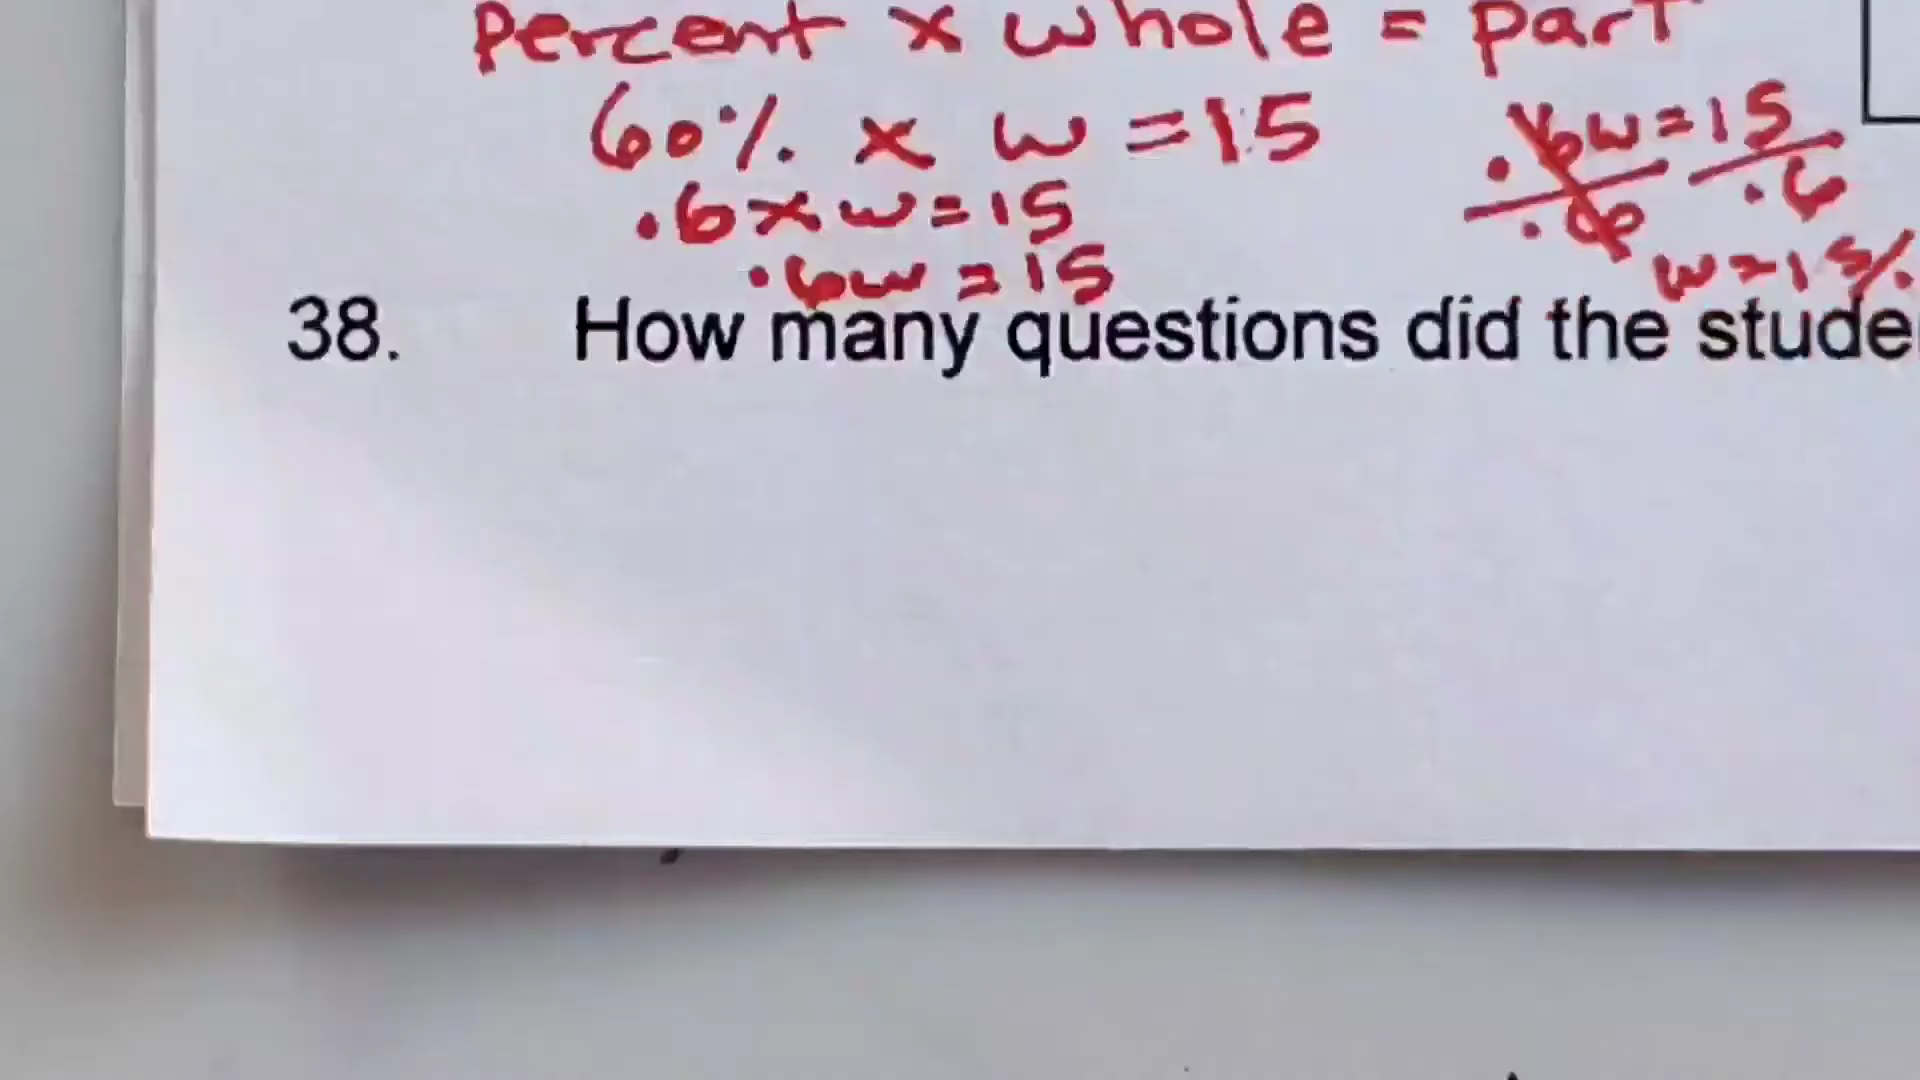 Percent x whole = part
60% x w = 15
.6w = 15
.6 x w = 15
.6 .6
.6w = 15
w = 15/.
38. How many questions did the stude